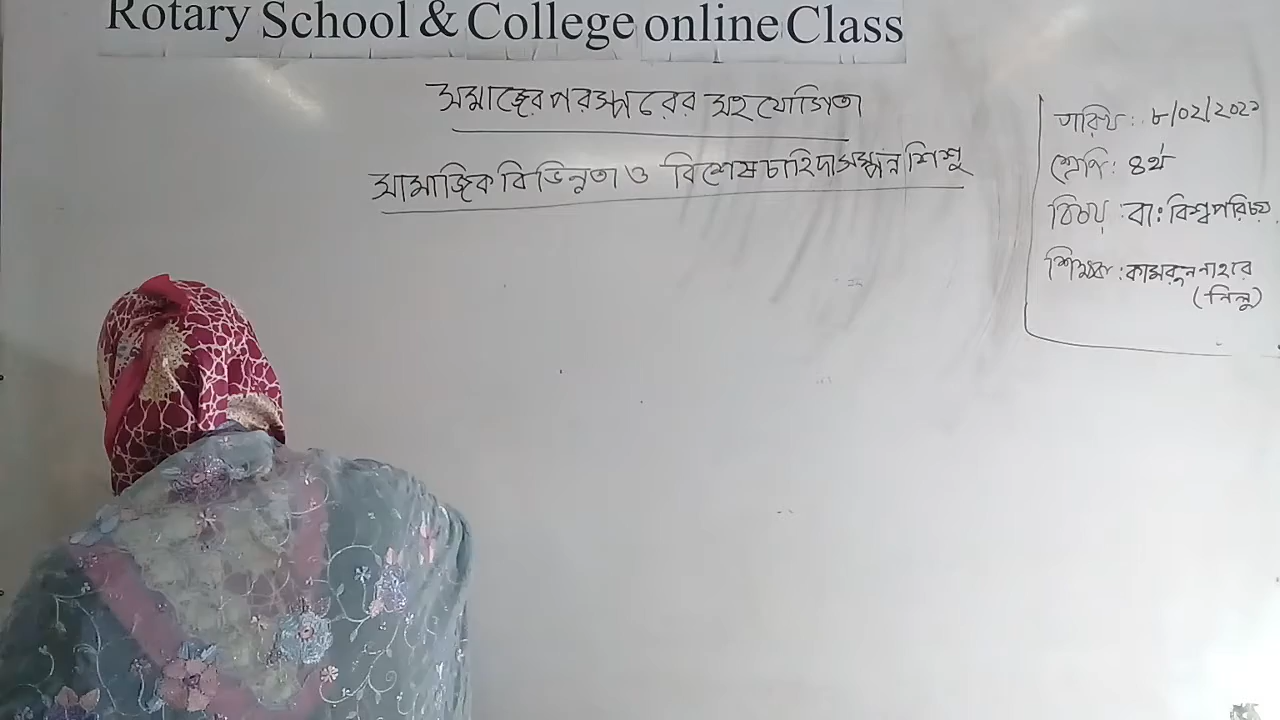 Rotary School & College online Class
সমাজের পরস্পরের সহযোগিতা
সামাজিক বিভিন্নতা ও বিশেষ চাহিদা সম্পন্ন শিশু
তারিখ: ৮/০২/২০২১
শ্রেণি: ৪র্থ
বিষয়: বা: বিশ্বপরিচয়
শিক্ষক: কামরুন নাহার
(নিলু)